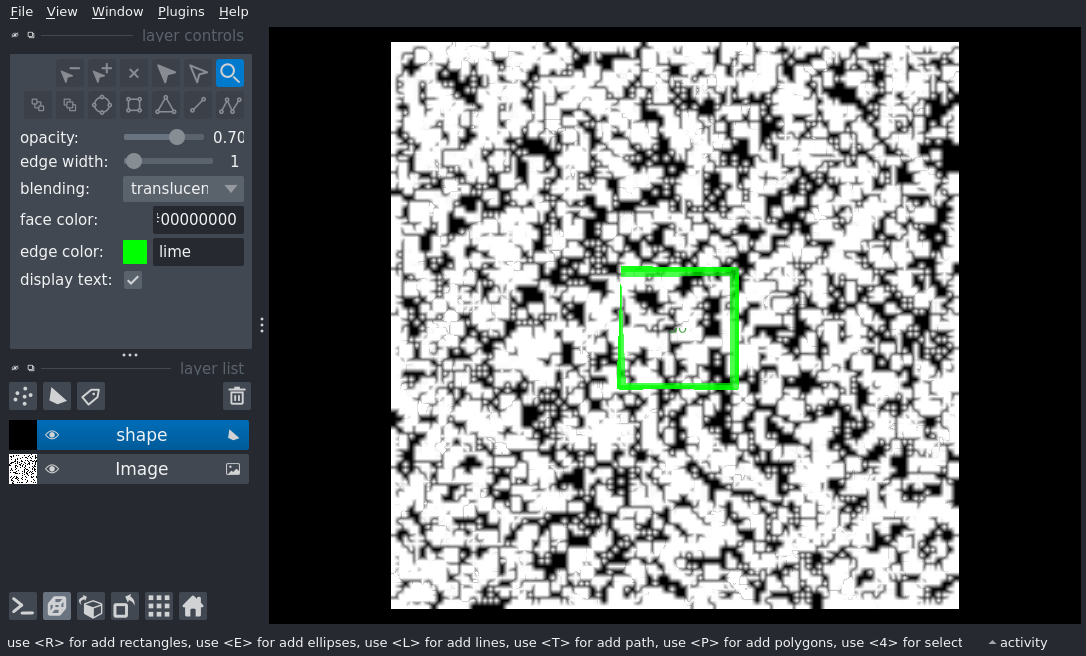 File View Window Plugins Help
layer controls
opacity: 0.70
edge width: 1
blending: translucen
face color: 00000000
edge color: lime
display text:
layer list
shape
Image
use <R> for add rectangles, use <E> for add ellipses, use <L> for add lines, use <T> for add path, use <P> for add polygons, use <4> for select
activity